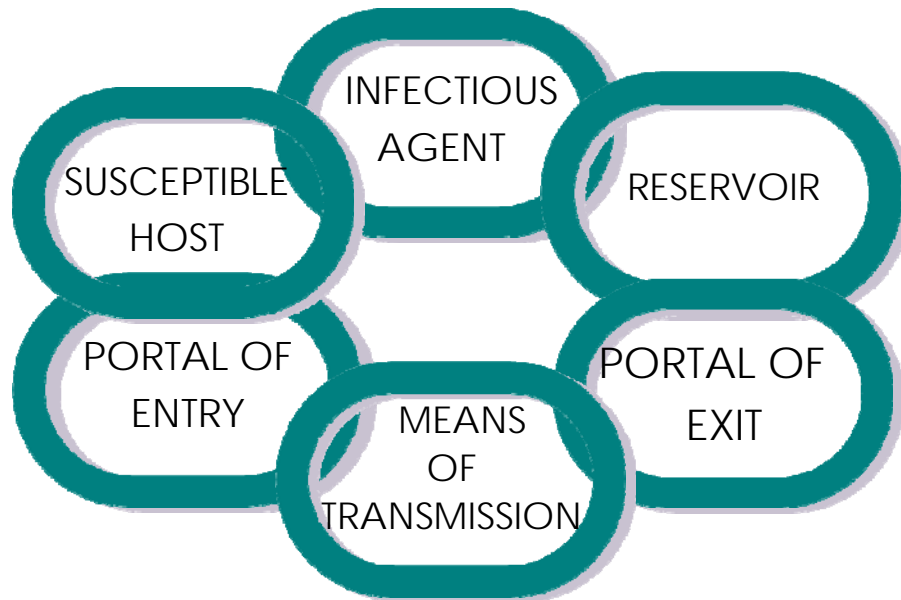 INFECTIOUS
AGENT
RESERVOIR
PORTAL OF
EXIT
MEANS
OF
TRANSMISSION
PORTAL OF
ENTRY
SUSCEPTIBLE
HOST